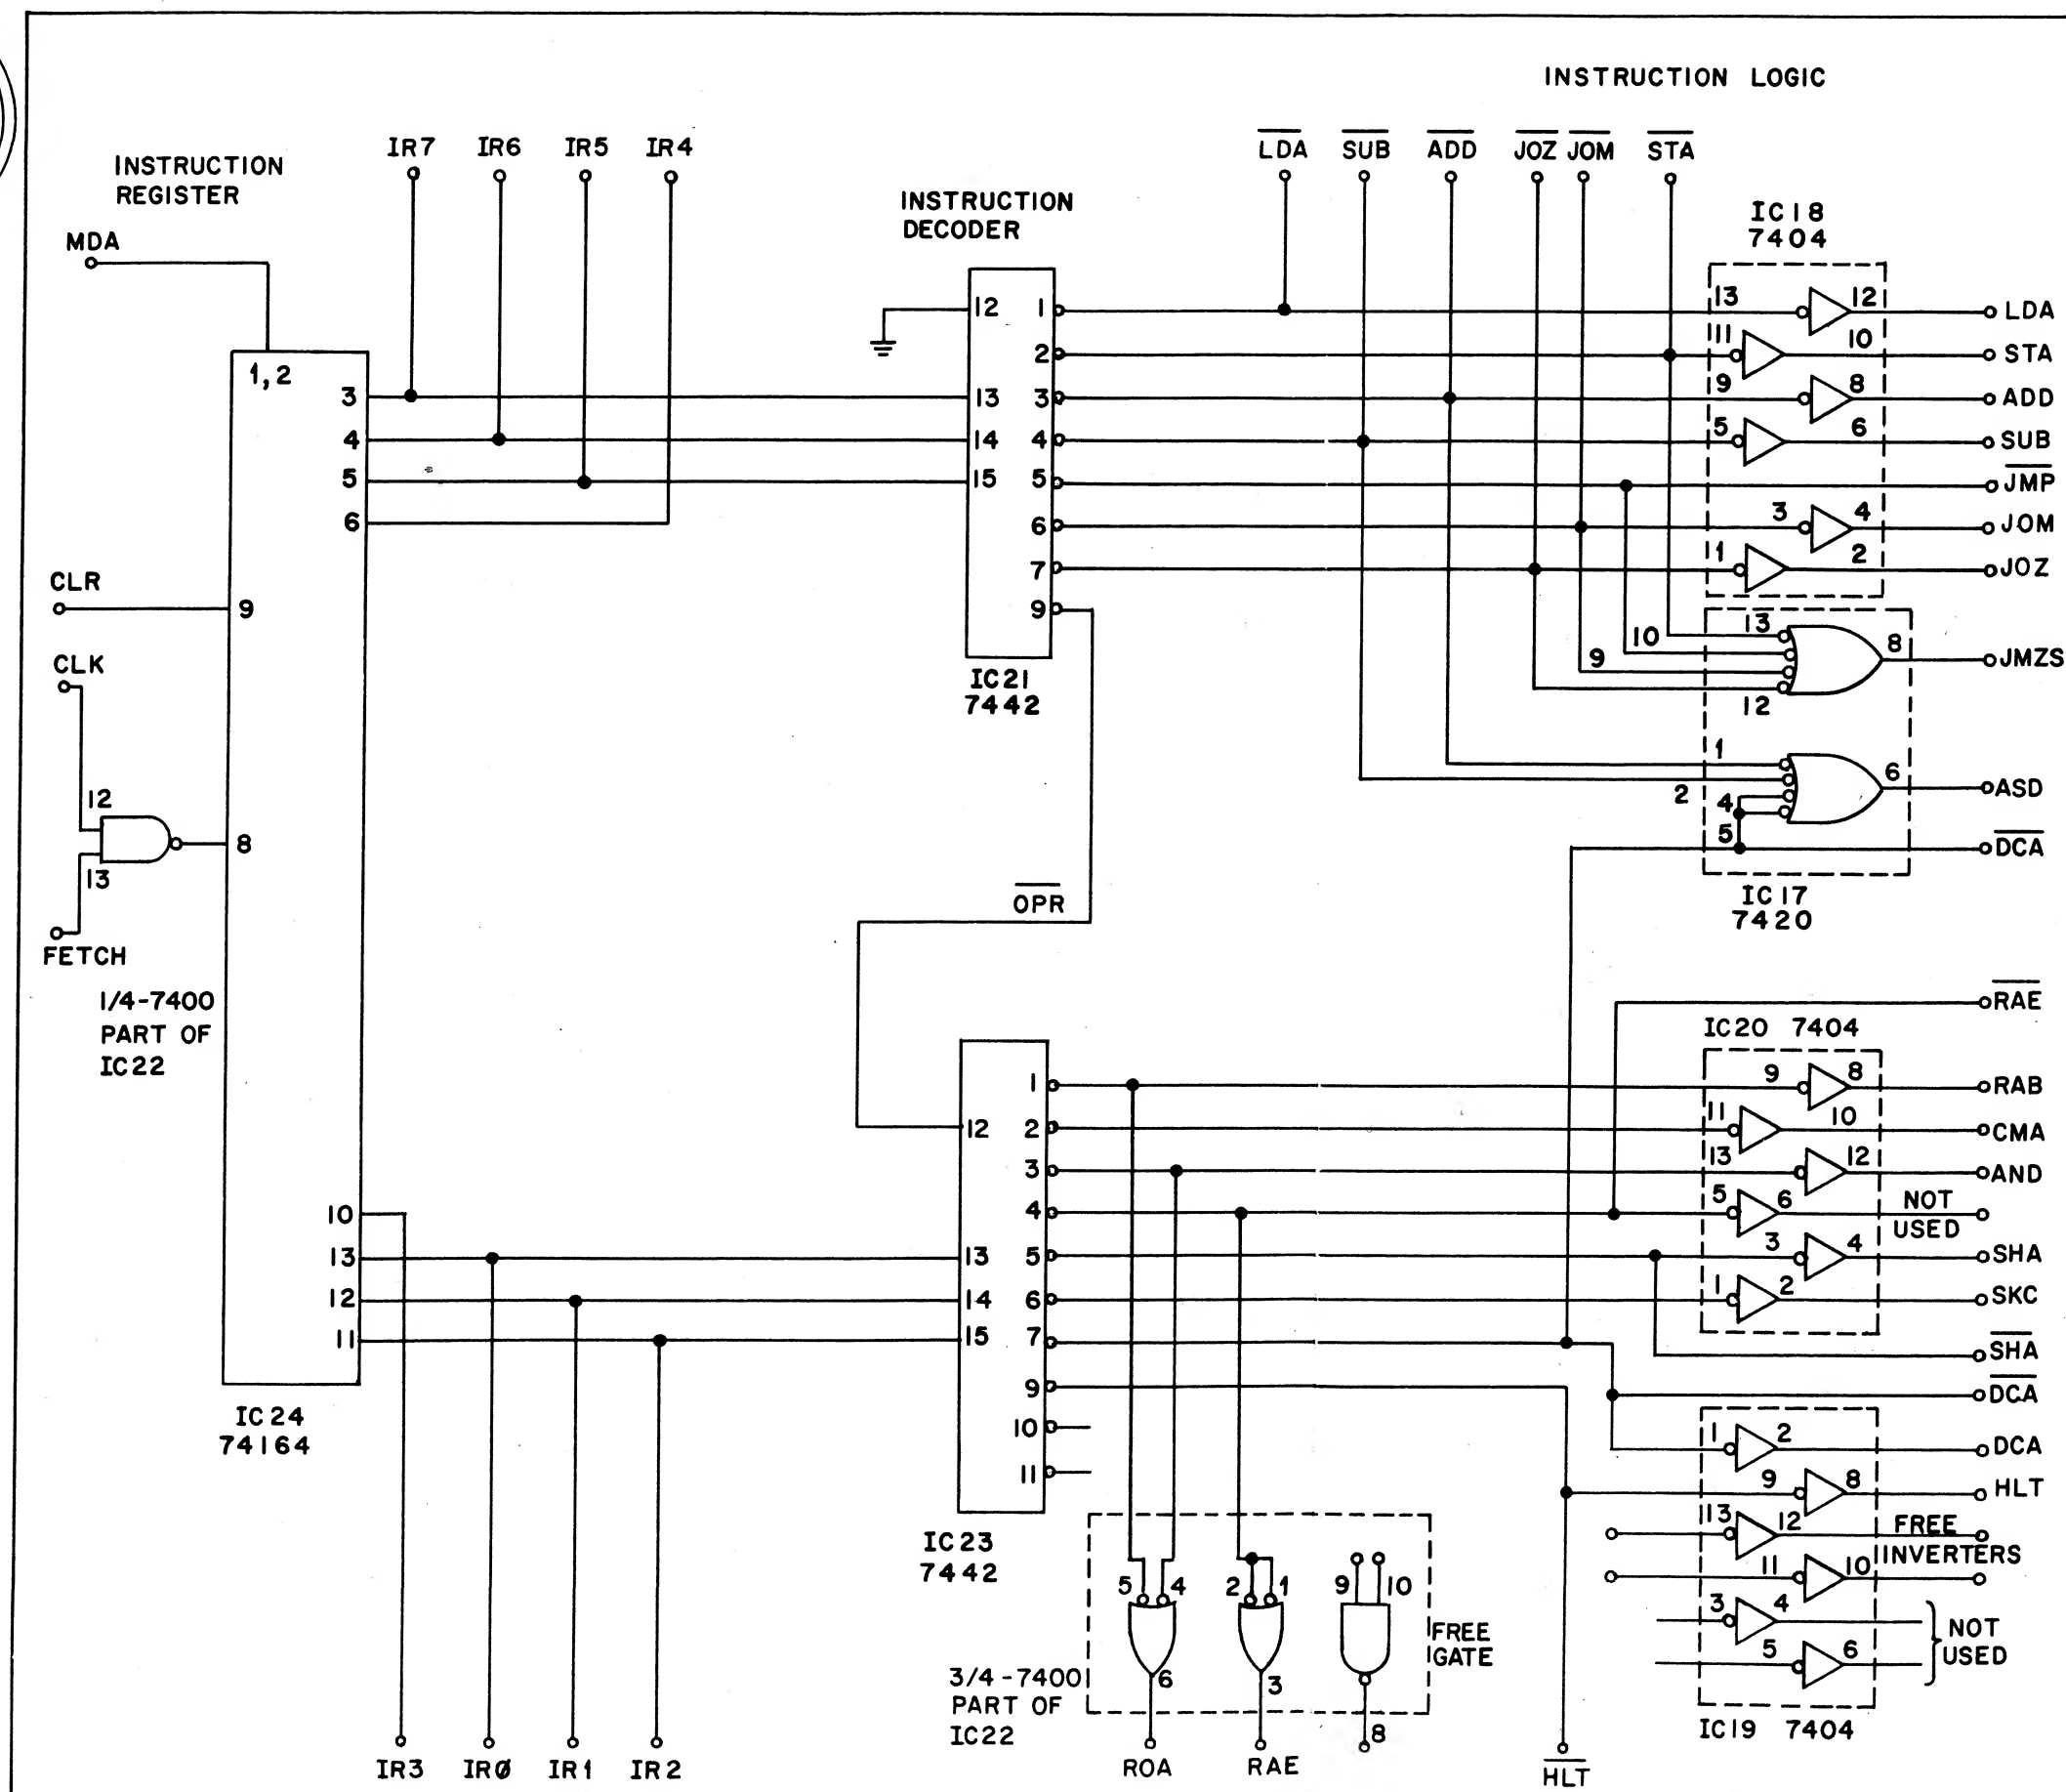 INSTRUCTION LOGIC
INSTRUCTION
REGISTER
MDA
IR7 IR6 IR5 IR4
INSTRUCTION
DECODER
LDA SUB ADD JOZ JOM STA
IC18
7404
1,2
3
4
5
6
9
8
10
13
12
11
CLR
CLK
12
13
FETCH
1/4-7400
PART OF
IC22
IC24
74164
12
13
14
15
1
2
3
4
5
6
7
9
IC21
7442
OPR
13 12 LDA
11 10 STA
9 8 ADD
5 6 SUB
JMP
3 4 JOM
1 2 JOZ
13
10
9
12
8 JMZS
1
2
4
5
6 ASD
DCA
IC17
7420
RAE
IC20 7404
12
13
14
15
1
2
3
4
5
6
7
9
10
11
IC23
7442
9 8 RAB
11 10 CMA
13 12 AND
5 6 NOT
USED
3 4 SHA
1 2 SKC
SHA
DCA
1 2 DCA
9 8 HLT
13 12 FREE
INVERTERS
11 10
3 4
5 6
NOT
USED
IC19 7404
5 4
2 1
9 10
FREE
GATE
6
3
8
3/4-7400
PART OF
IC22
IR3 IRØ IR1 IR2
ROA RAE
HLT